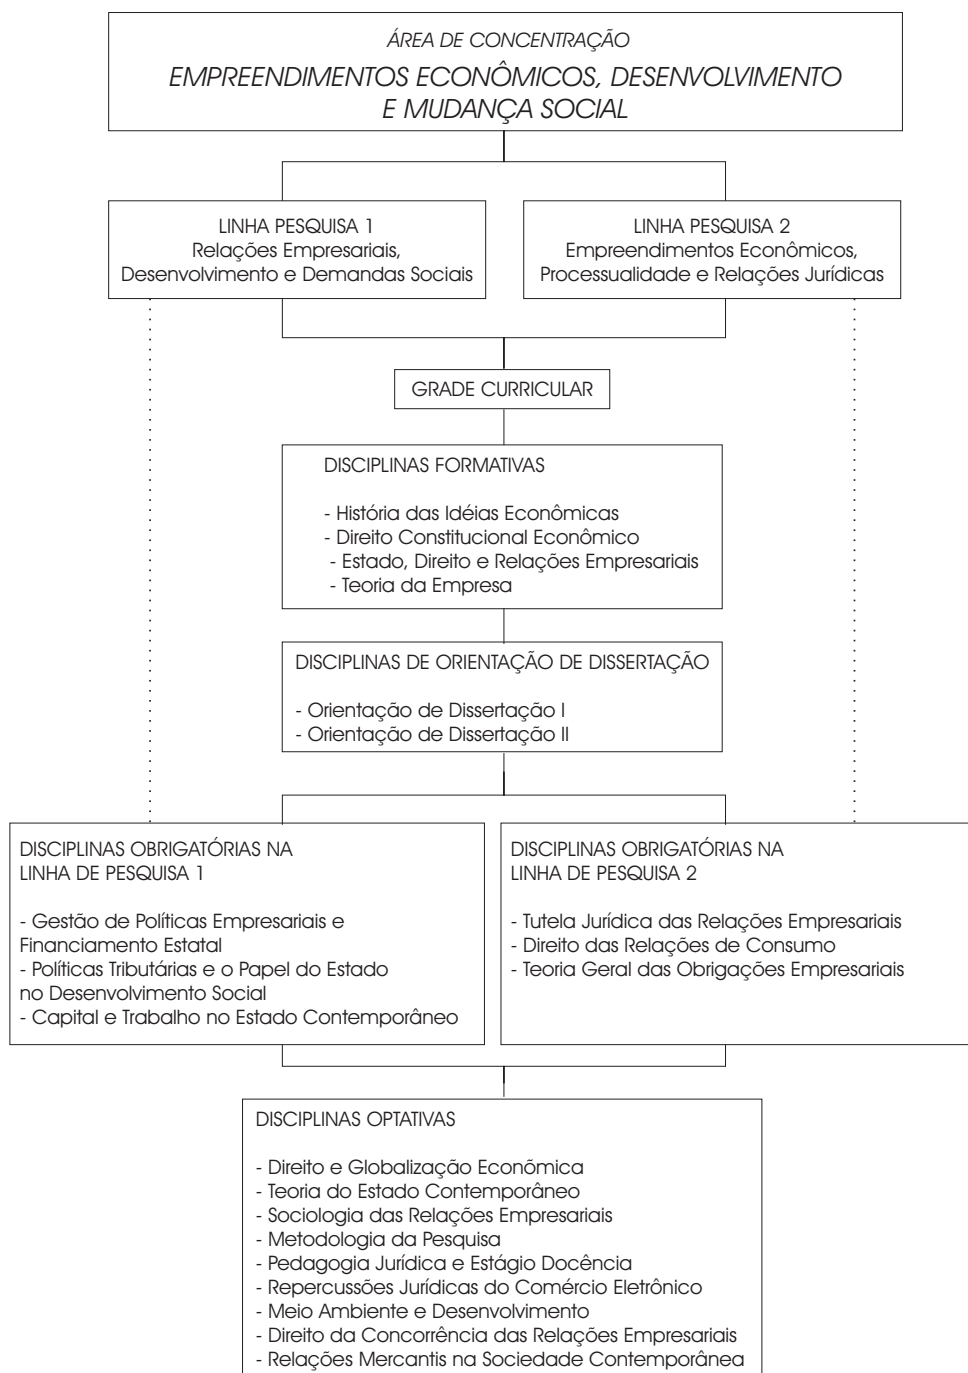 ÁREA DE CONCENTRAÇÃO
EMPREENDIMENTOS ECONÔMICOS, DESENVOLVIMENTO
E MUDANÇA SOCIAL
LINHA PESQUISA 1
Relações Empresariais,
Desenvolvimento e Demandas Sociais
LINHA PESQUISA 2
Empreendimentos Econômicos,
Processualidade e Relações Jurídicas
GRADE CURRICULAR
DISCIPLINAS FORMATIVAS
- História das Idéias Econômicas
- Direito Constitucional Econômico
- Estado, Direito e Relações Empresariais
- Teoria da Empresa
DISCIPLINAS DE ORIENTAÇÃO DE DISSERTAÇÃO
- Orientação de Dissertação I
- Orientação de Dissertação II
DISCIPLINAS OBRIGATÓRIAS NA
LINHA DE PESQUISA 1
- Gestão de Políticas Empresariais e
Financiamento Estatal
- Políticas Tributárias e o Papel do Estado
no Desenvolvimento Social
- Capital e Trabalho no Estado Contemporâneo
DISCIPLINAS OBRIGATÓRIAS NA
LINHA DE PESQUISA 2
- Tutela Jurídica das Relações Empresariais
- Direito das Relações de Consumo
- Teoria Geral das Obrigações Empresariais
DISCIPLINAS OPTATIVAS
- Direito e Globalização Econõmica
- Teoria do Estado Contemporâneo
- Sociologia das Relações Empresariais
- Metodologia da Pesquisa
- Pedagogia Jurídica e Estágio Docência
- Repercussões Jurídicas do Comércio Eletrônico
- Meio Ambiente e Desenvolvimento
- Direito da Concorrência das Relações Empresariais
- Relações Mercantis na Sociedade Contemporânea